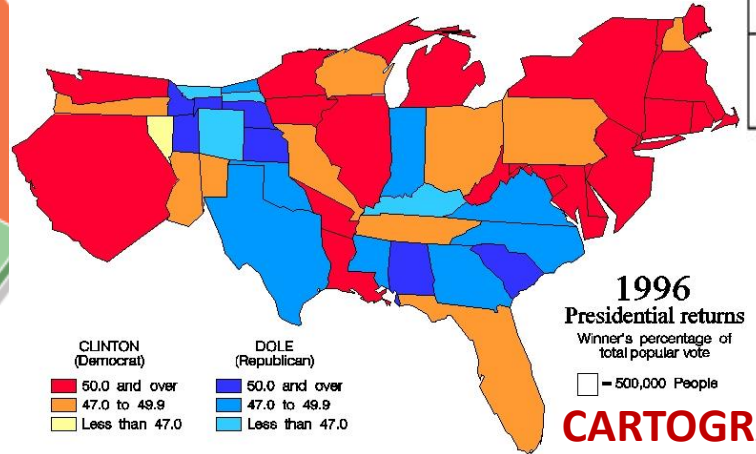 1996
Presidential returns
Winner's percentage of
total popular vote
= 500,000 People
CLINTON
(Democrat)
50.0 and over
47.0 to 49.9
Less than 47.0
DOLE
(Republican)
50.0 and over
47.0 to 49.9
Less than 47.0
CARTOGR